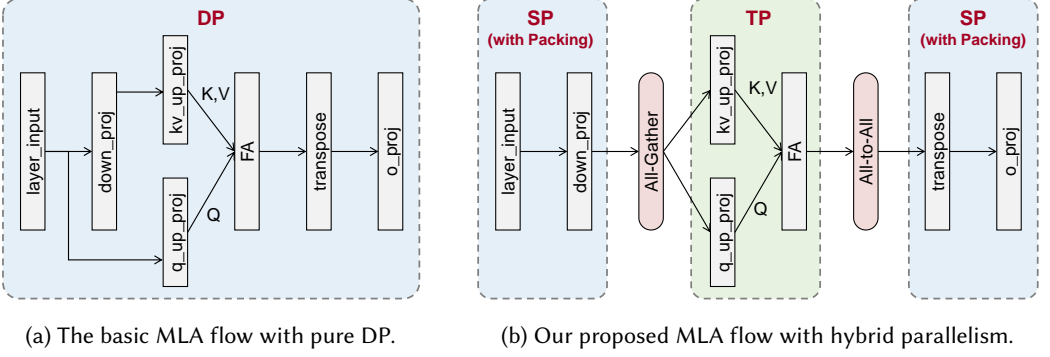 DP
layer_input
down_proj
kv_up_proj
q_up_proj
K,V
Q
FA
transpose
o_proj
(a) The basic MLA flow with pure DP.
SP
(with Packing)
layer_input
down_proj
All-Gather
TP
kv_up_proj
q_up_proj
K,V
Q
FA
All-to-All
SP
(with Packing)
transpose
o_proj
(b) Our proposed MLA flow with hybrid parallelism.